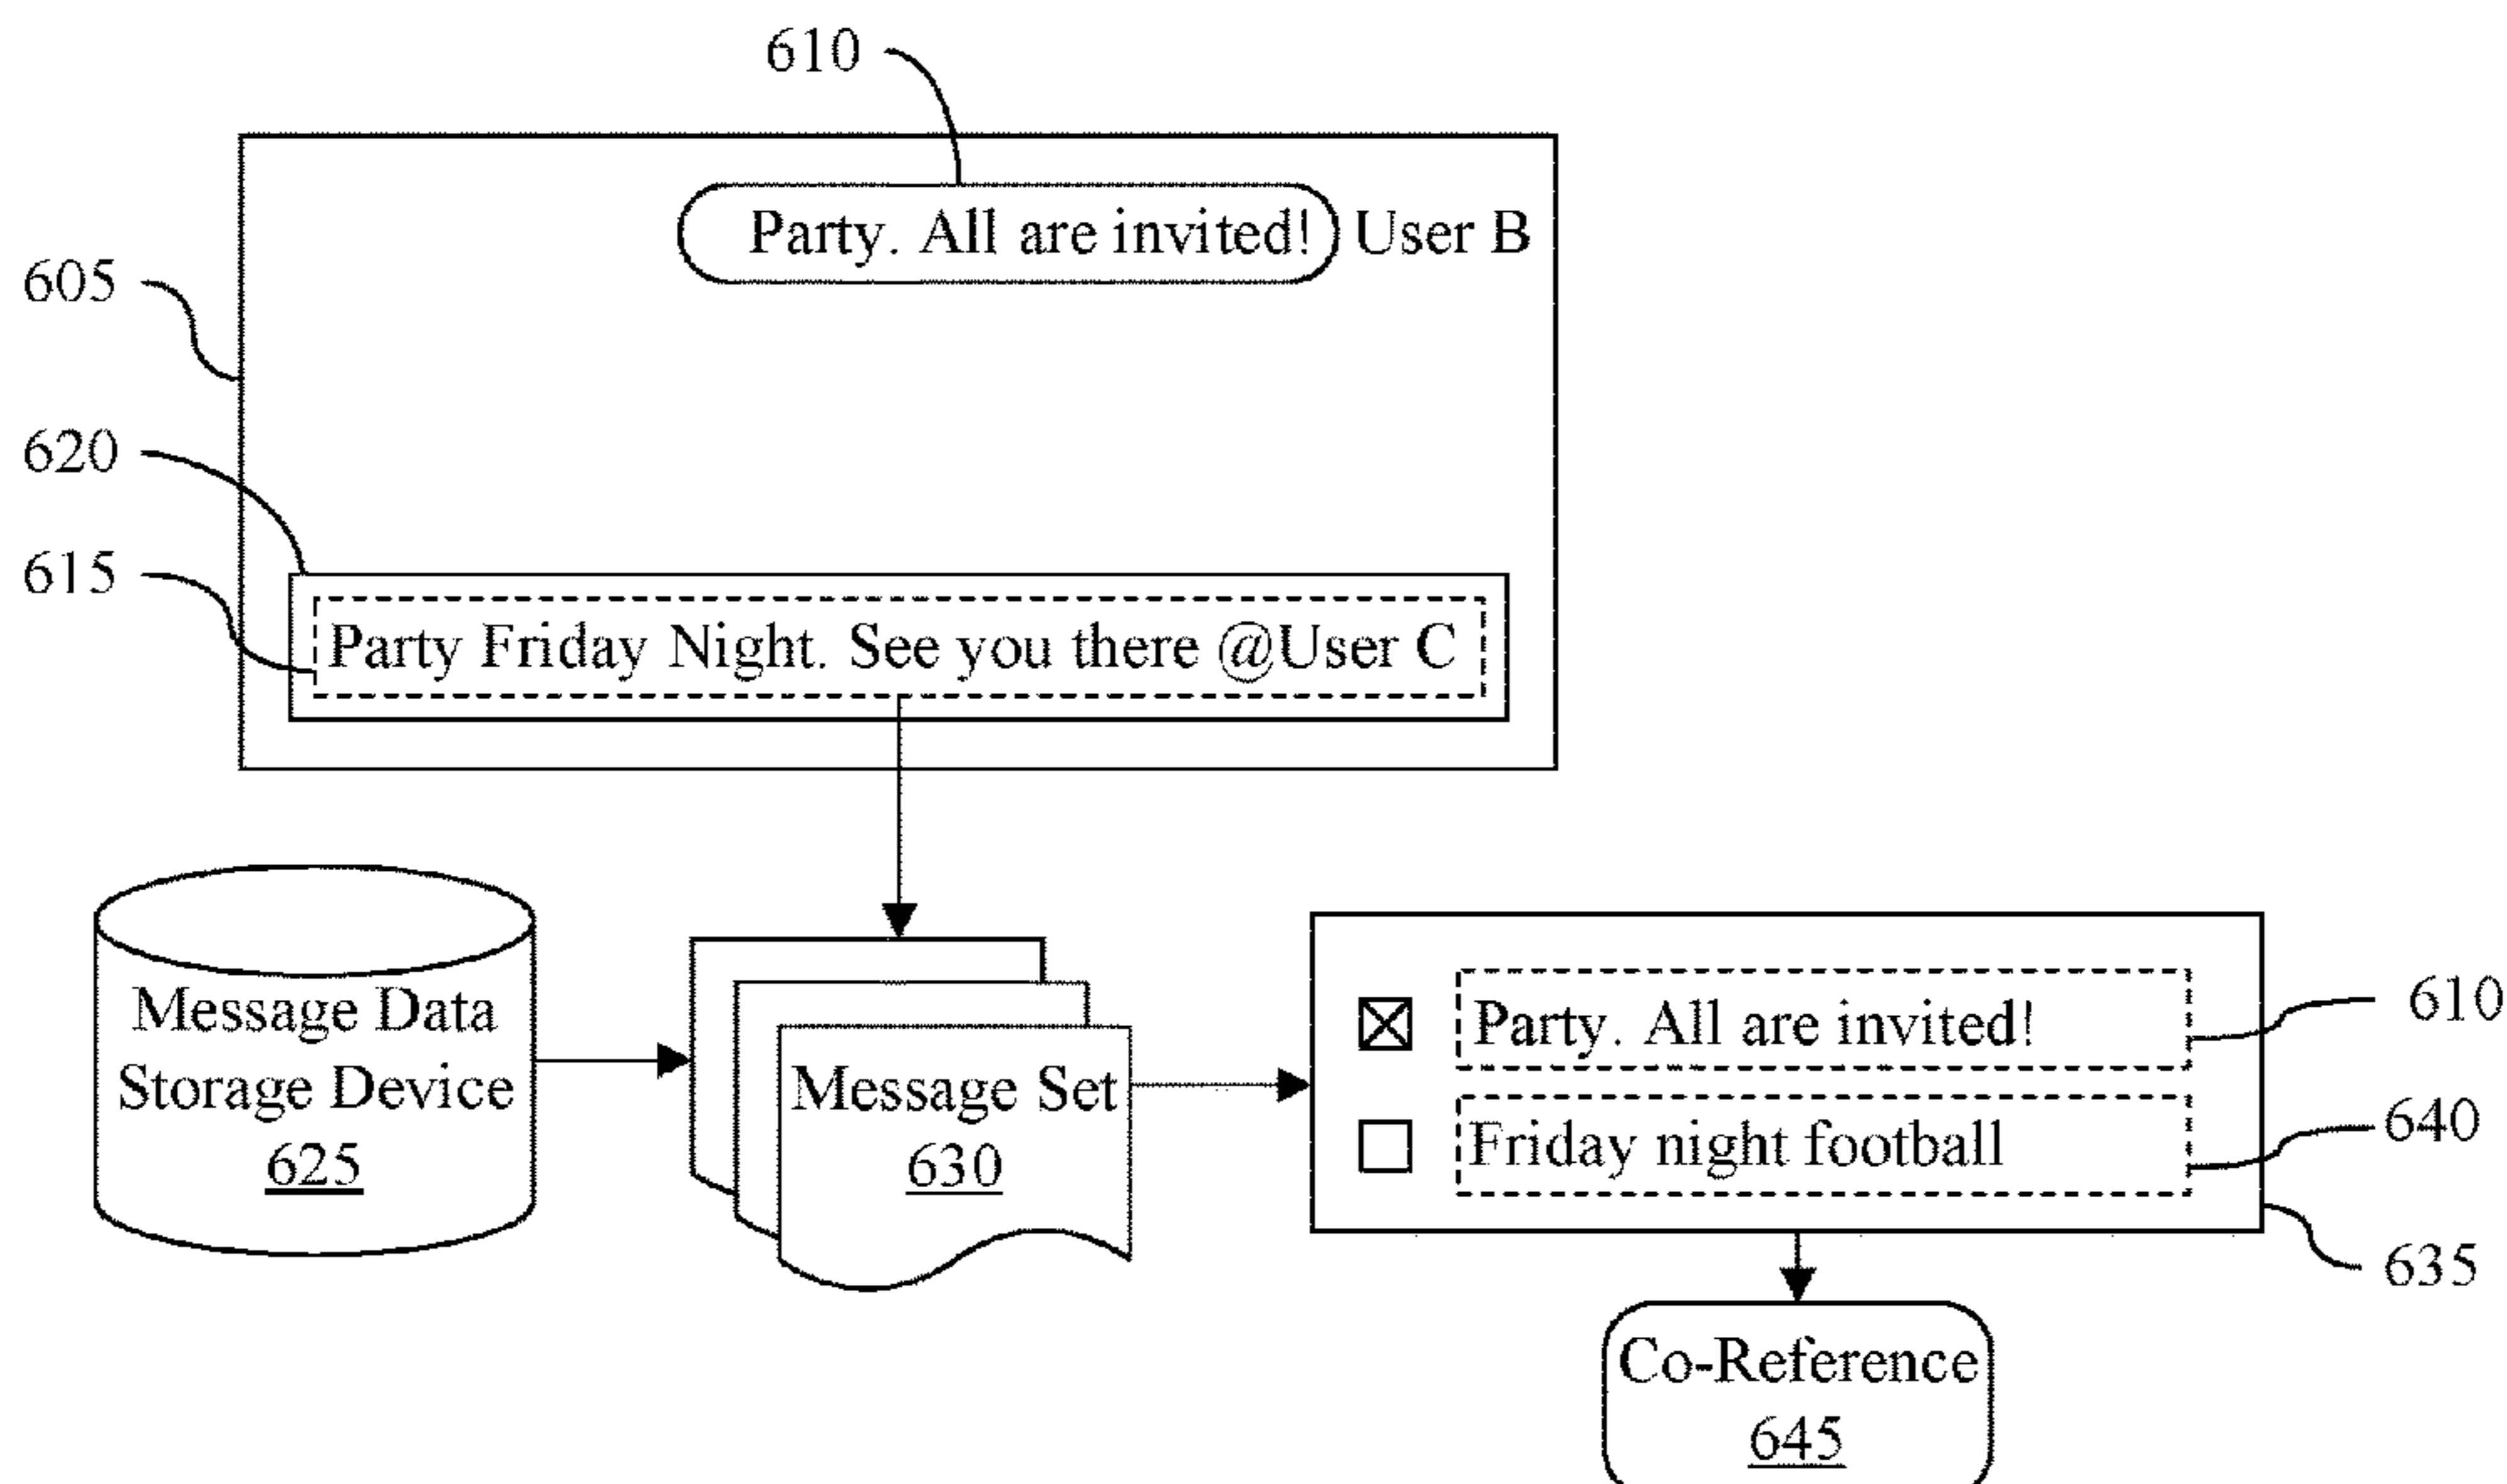 610
Party. All are invited! User B
605
620
615
Party Friday Night. See you there @User C
Message Data
Storage Device
625
Message Set
630
Party. All are invited!
610
Friday night football
640
635
Co-Reference
645